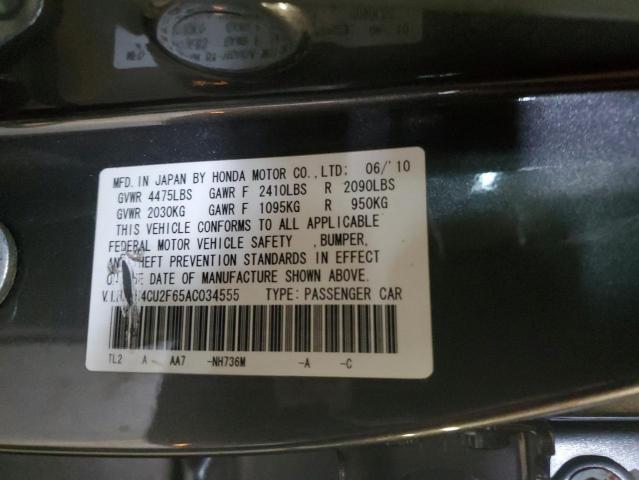 MFD. IN JAPAN BY HONDA MOTOR CO.,LTD; 06/'10
GVWR 4475LBS GAWR F 2410LBS R 2090LBS
GVWR 2030KG GAWR F 1095KG R 950KG
THIS VEHICLE CONFORMS TO ALL APPLICABLE
FEDERAL MOTOR VEHICLE SAFETY ,BUMPER,
THEFT PREVENTION STANDARDS IN EFFECT
DATE OF MANUFACTURE SHOWN ABOVE.
4CU2F65AC034555 TYPE: PASSENGER CAR
TL2 A - AA7 -NH736M -A -C